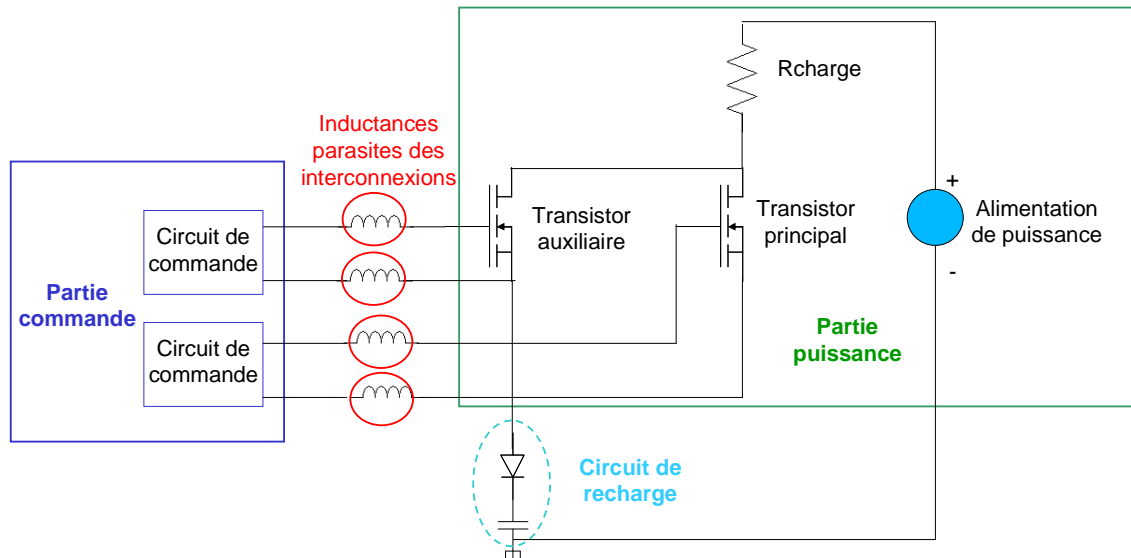 Rcharge
Inductances
parasites des
interconnexions
Circuit de
commande
Partie
commande
Circuit de
commande
Transistor
auxiliaire
Transistor
principal
+
Alimentation
de puissance
-
Partie
puissance
Circuit de
recharge